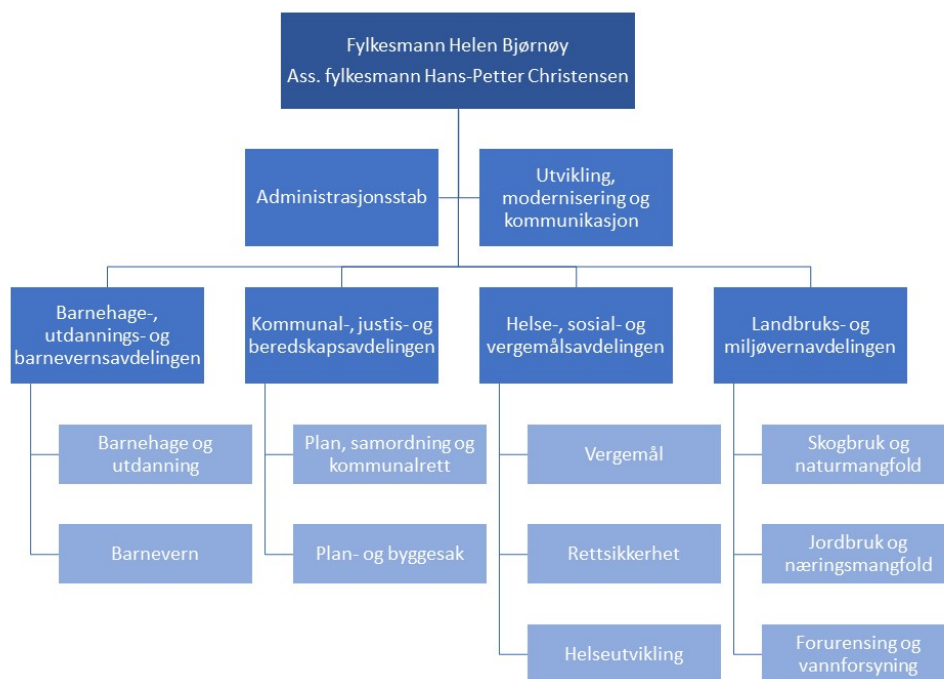 Fylkesmann Helen Bjørnøy
Ass. fylkesmann Hans-Petter Christensen
Administrasjonsstab
Utvikling,
modernisering og
kommunikasjon
Barnehage-,
utdannings- og
barnevernsavdelingen
Kommunal-, justis- og
beredskapsavdelingen
Helse-, sosial- og
vergemålsavdelingen
Landbruks- og
miljøvernavdelingen
Barnehage og
utdanning
Barnevern
Plan, samordning og
kommunalrett
Plan- og byggesak
Vergemål
Rettsikkerhet
Helseutvikling
Skogbruk og
naturmangfold
Jordbruk og
næringsmangfold
Forurensing og
vannforsyning